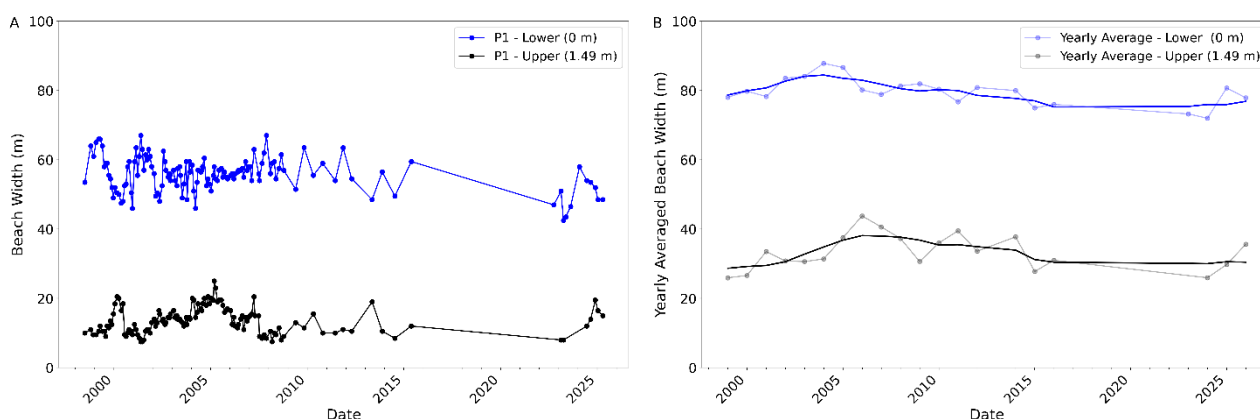 A
Beach Width (m)
100
80
60
40
20
0
P1 - Lower (0 m)
P1 - Upper (1.49 m)
2000
2005
2010
2015
2020
2025
Date
B
Yearly Averaged Beach Width (m)
100
80
60
40
20
0
Yearly Average - Lower  (0 m)
Yearly Average - Upper (1.49 m)
2000
2005
2010
2015
2020
2025
Date